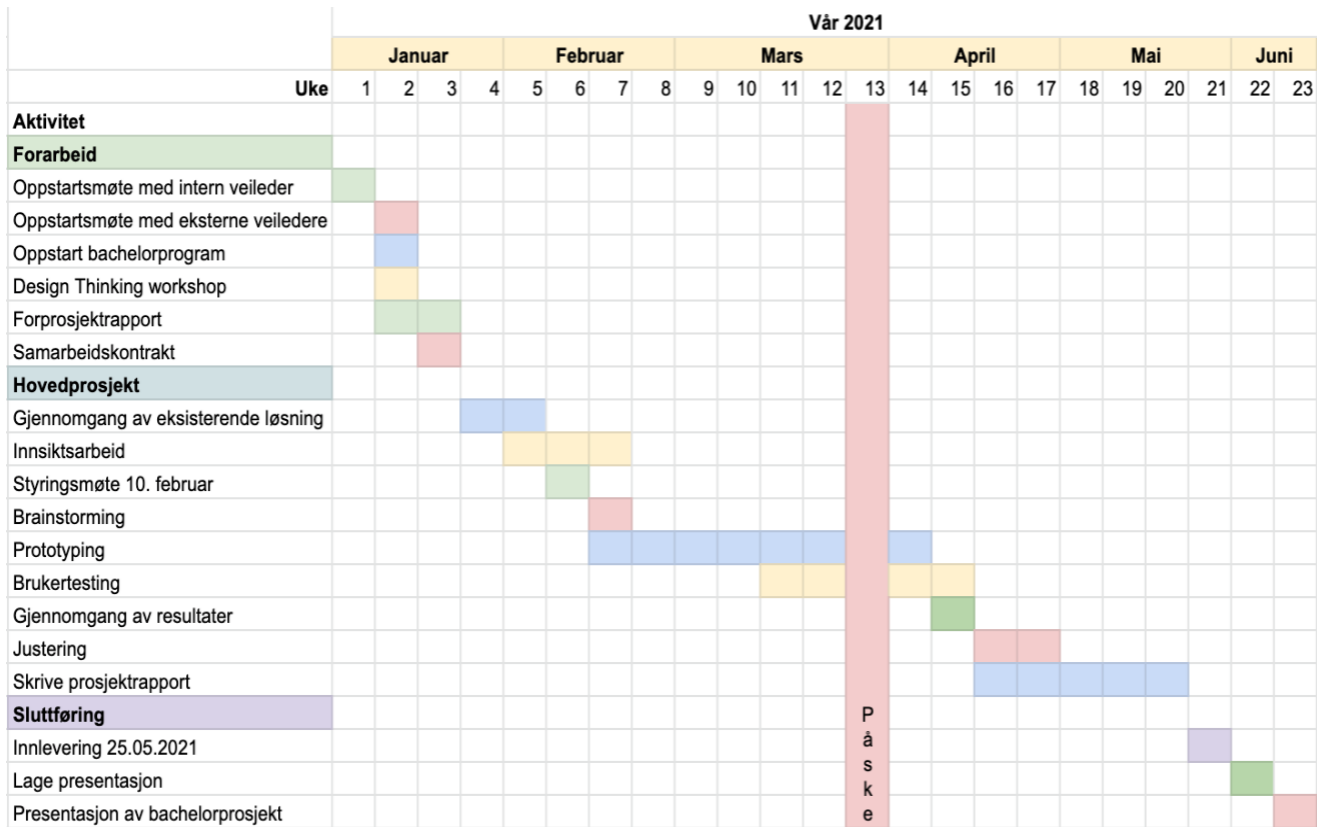 Vår 2021
Januar Februar Mars April Mai Juni
Uke 1 2 3 4 5 6 7 8 9 10 11 12 13 14 15 16 17 18 19 20 21 22 23
Aktivitet
Forarbeid
Oppstartsmøte med intern veileder
Oppstartsmøte med eksterne veiledere
Oppstart bachelorprogram
Design Thinking workshop
Forprosjektrapport
Samarbeidskontrakt
Hovedprosjekt
Gjennomgang av eksisterende løsning
Innsiktsarbeid
Styringsmøte 10. februar
Brainstorming
Prototyping
Brukertesting
Gjennomgang av resultater
Justering
Skrive prosjektrapport
Sluttføring
Innlevering 25.05.2021
Lage presentasjon
Presentasjon av bachelorprosjekt
Påske